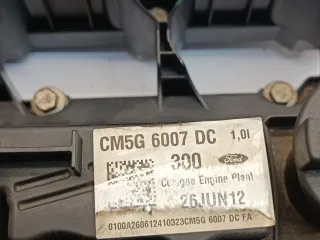 CM5G 6007 DC 1,0l
300 Ford
Cologne Engine Plant
26JUN12
0100A260612410323CM5G 6007 DC FA